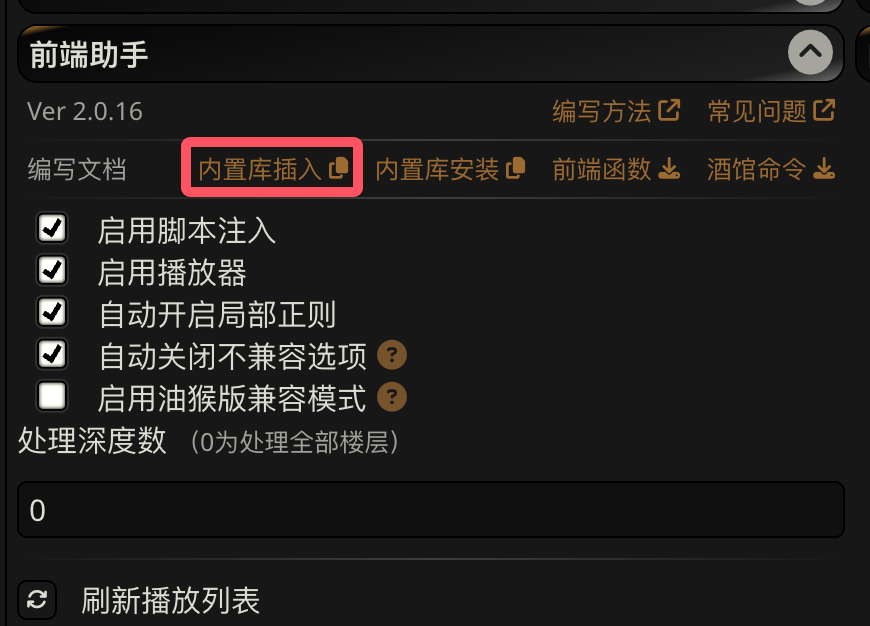 前端助手
Ver 2.0.16 编写方法 常见问题
编写文档 内置库插入 内置库安装 前端函数 酒馆命令
启用脚本注入
启用播放器
自动开启局部正则
自动关闭不兼容选项 ?
启用油猴版兼容模式 ?
处理深度数 (0为处理全部楼层)
0
刷新播放列表